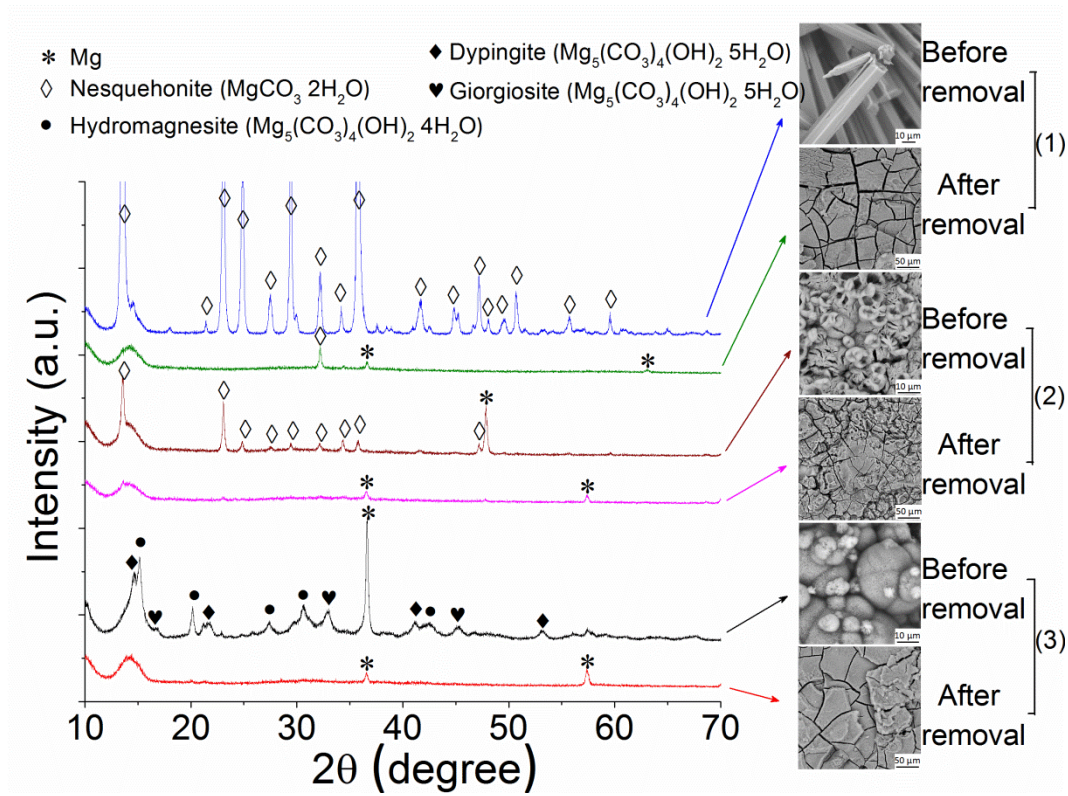 * Mg
◊ Nesquehonite (MgCO₃ 2H₂O)
● Hydromagnesite (Mg₅(CO₃)₄(OH)₂ 4H₂O)
♦ Dypingite (Mg₅(CO₃)₄(OH)₂ 5H₂O)
♥ Giorgiosite (Mg₅(CO₃)₄(OH)₂ 5H₂O)
Intensity (a.u.)
10 20 30 40 50 60 70
2θ (degree)
Before
removal
10 μm
After
removal
50 μm
(1)
Before
removal
10 μm
After
removal
50 μm
(2)
Before
removal
10 μm
After
removal
50 μm
(3)